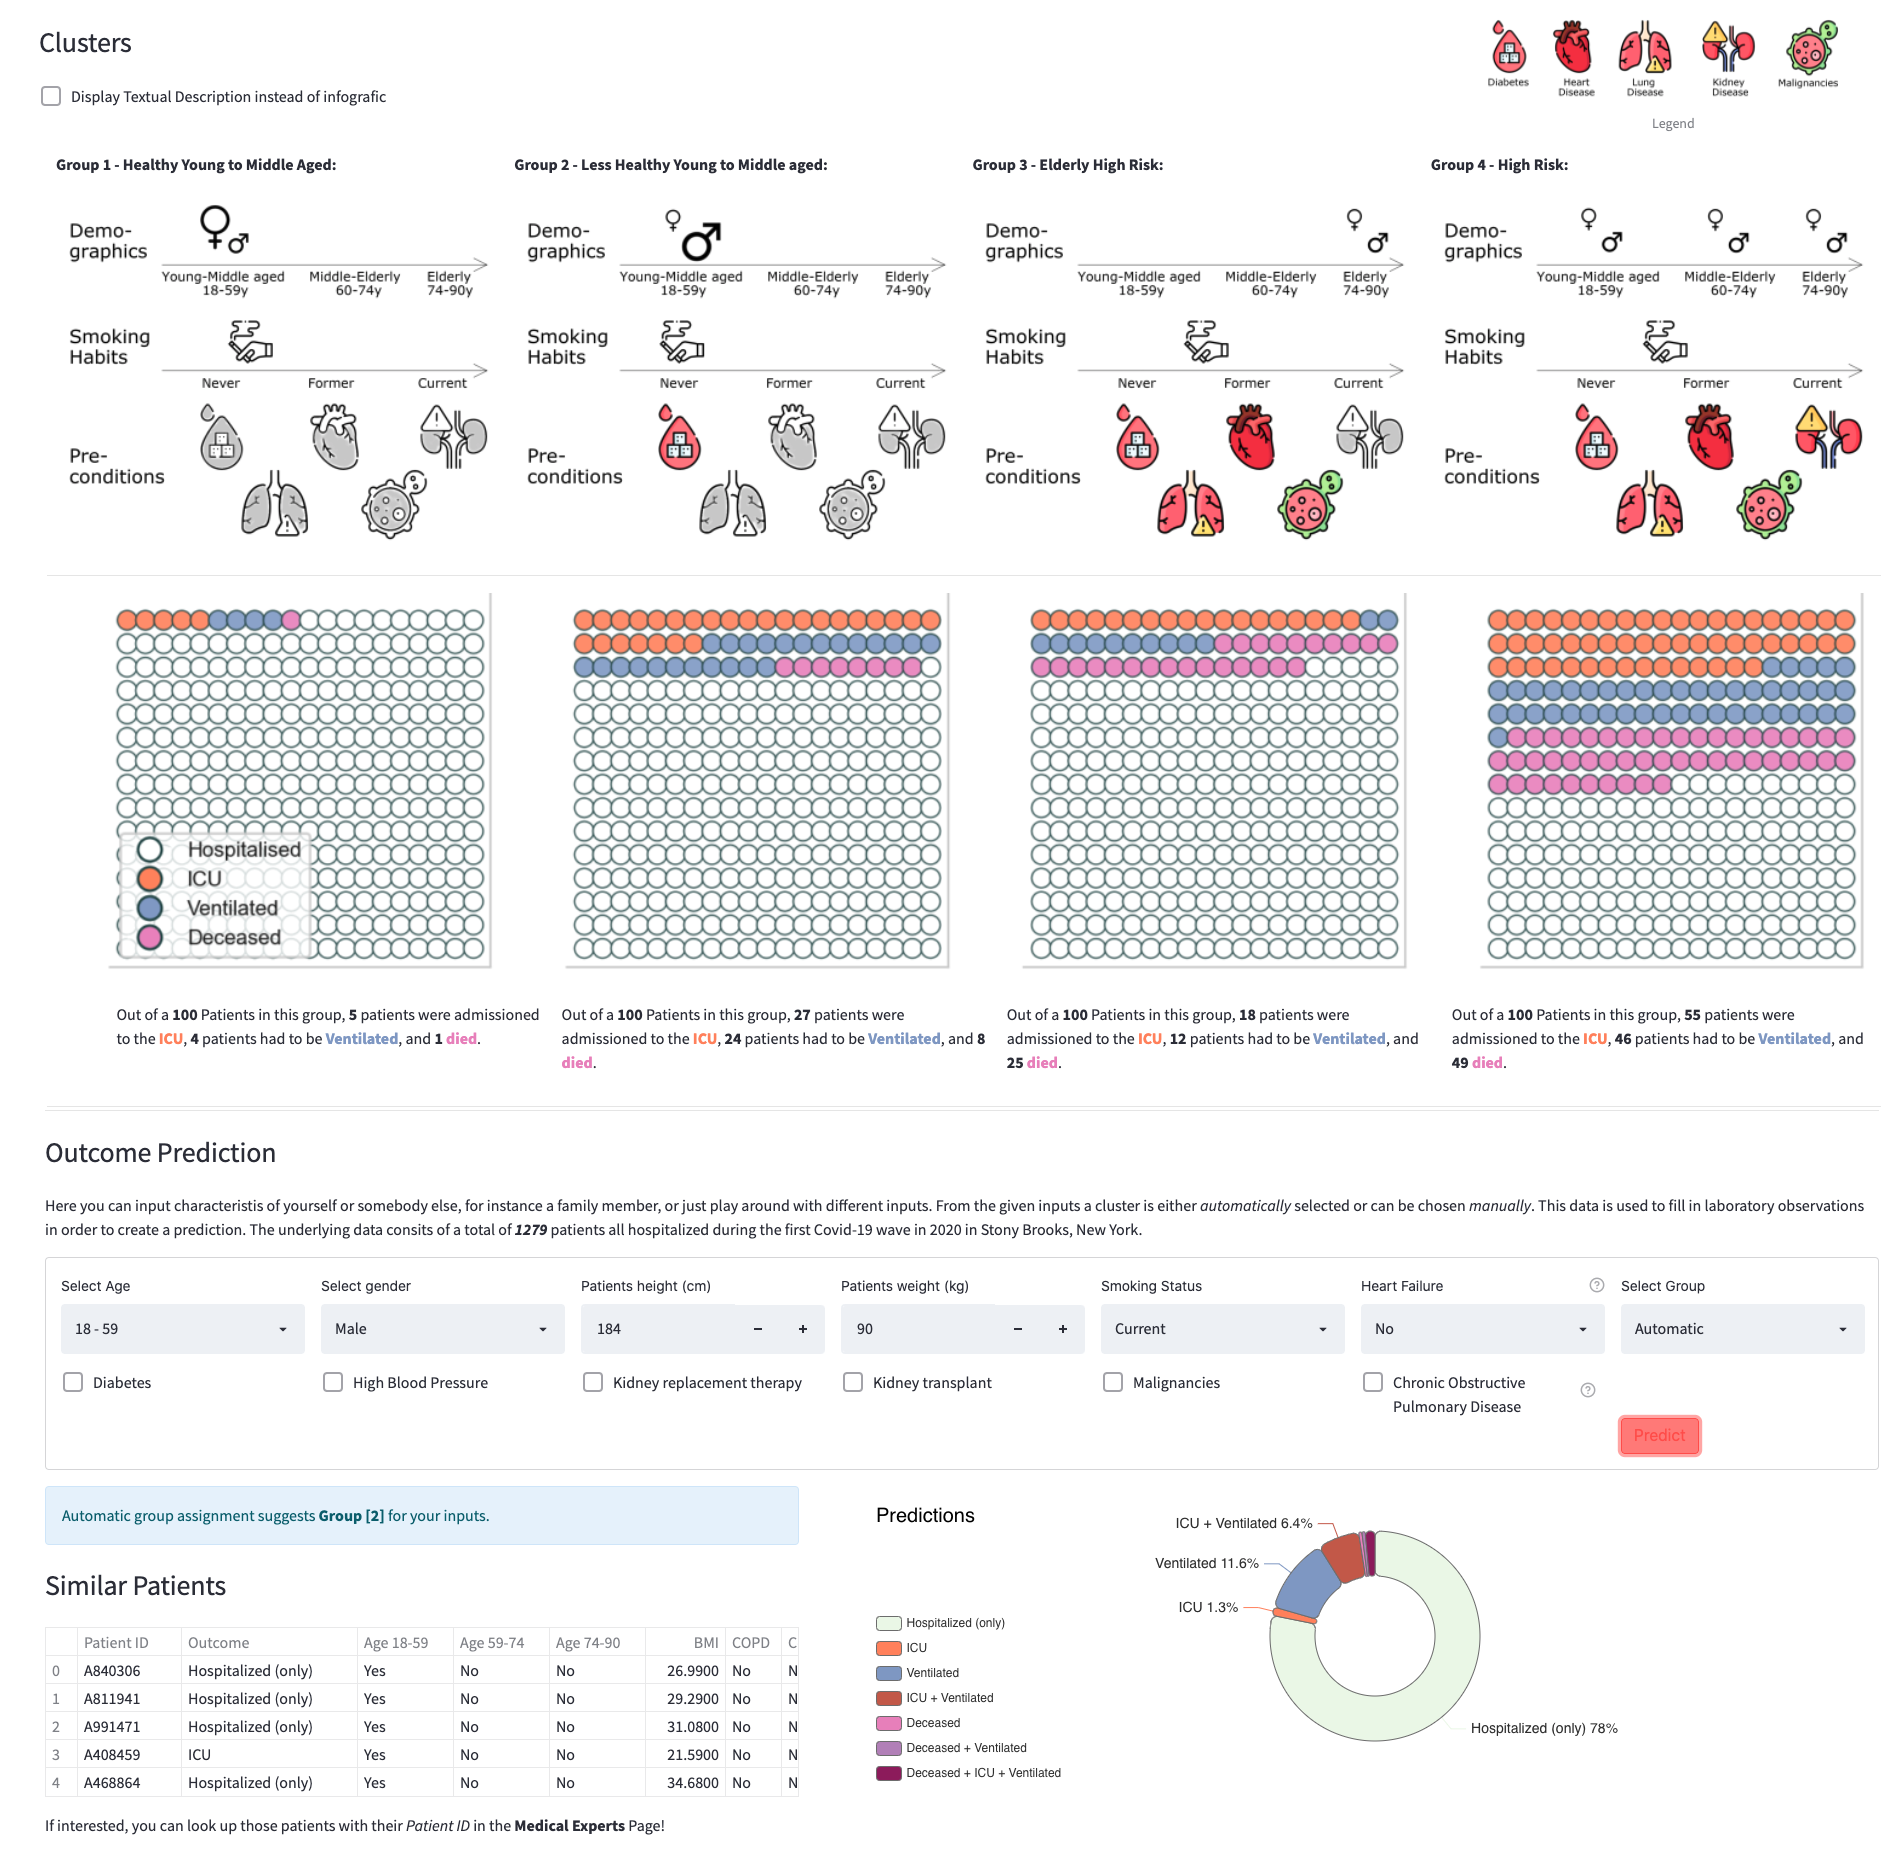 Clusters
Display Textual Description instead of infografic
Diabetes
Heart
Disease
Lung
Disease
Kidney
Disease
Malignancies
Legend
Group 1 - Healthy Young to Middle Aged:
Demo-
graphics
Young-Middle aged
18-59y
Middle-Elderly
60-74y
Elderly
74-90y
Smoking
Habits
Never
Former
Current
Pre-
conditions
Group 2 - Less Healthy Young to Middle aged:
Demo-
graphics
Young-Middle aged
18-59y
Middle-Elderly
60-74y
Elderly
74-90y
Smoking
Habits
Never
Former
Current
Pre-
conditions
Group 3 - Elderly High Risk:
Demo-
graphics
Young-Middle aged
18-59y
Middle-Elderly
60-74y
Elderly
74-90y
Smoking
Habits
Never
Former
Current
Pre-
conditions
Group 4 - High Risk:
Demo-
graphics
Young-Middle aged
18-59y
Middle-Elderly
60-74y
Elderly
74-90y
Smoking
Habits
Never
Former
Current
Pre-
conditions
Hospitalised
ICU
Ventilated
Deceased
Out of a 100 Patients in this group, 5 patients were admissioned
to the ICU, 4 patients had to be Ventilated, and 1 died.
Out of a 100 Patients in this group, 27 patients were
admissioned to the ICU, 24 patients had to be Ventilated, and 8
died.
Out of a 100 Patients in this group, 18 patients were
admissioned to the ICU, 12 patients had to be Ventilated, and
25 died.
Out of a 100 Patients in this group, 55 patients were
admissioned to the ICU, 46 patients had to be Ventilated, and
49 died.
Outcome Prediction
Here you can input characteristis of yourself or somebody else, for instance a family member, or just play around with different inputs. From the given inputs a cluster is either automatically selected or can be chosen manually. This data is used to fill in laboratory observations
in order to create a prediction. The underlying data consits of a total of 1279 patients all hospitalized during the first Covid-19 wave in 2020 in Stony Brooks, New York.
Select Age
18 - 59
Select gender
Male
Patients height (cm)
184 − +
Patients weight (kg)
90 − +
Smoking Status
Current
Heart Failure ?
No
Select Group
Automatic
Diabetes
High Blood Pressure
Kidney replacement therapy
Kidney transplant
Malignancies
Chronic Obstructive
Pulmonary Disease ?
Predict
Automatic group assignment suggests Group [2] for your inputs.
Similar Patients
Patient ID Outcome Age 18-59 Age 59-74 Age 74-90 BMI COPD C
0 A840306 Hospitalized (only) Yes No No 26.9900 No N
1 A811941 Hospitalized (only) Yes No No 29.2900 No N
2 A991471 Hospitalized (only) Yes No No 31.0800 No N
3 A408459 ICU Yes No No 21.5900 No N
4 A468864 Hospitalized (only) Yes No No 34.6800 No N
If interested, you can look up those patients with their Patient ID in the Medical Experts Page!
Predictions
Hospitalized (only)
ICU
Ventilated
ICU + Ventilated
Deceased
Deceased + Ventilated
Deceased + ICU + Ventilated
ICU + Ventilated 6.4%
Ventilated 11.6%
ICU 1.3%
Hospitalized (only) 78%